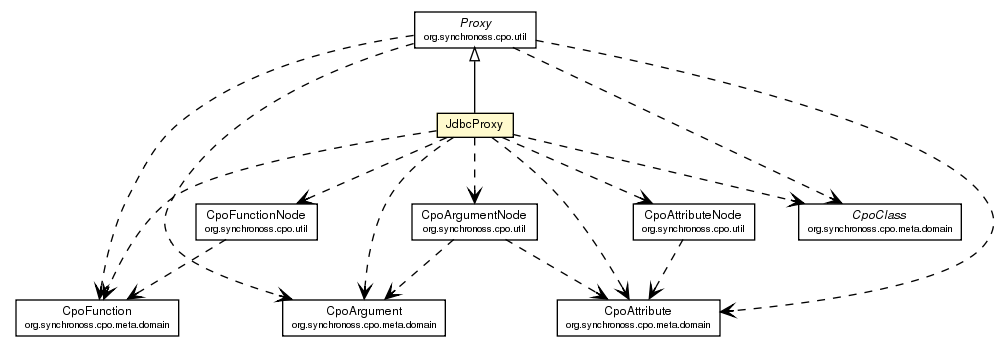 Proxy
org.synchronoss.cpo.util
JdbcProxy
CpoFunctionNode
org.synchronoss.cpo.util
CpoArgumentNode
org.synchronoss.cpo.util
CpoAttributeNode
org.synchronoss.cpo.util
CpoClass
org.synchronoss.cpo.meta.domain
CpoFunction
org.synchronoss.cpo.meta.domain
CpoArgument
org.synchronoss.cpo.meta.domain
CpoAttribute
org.synchronoss.cpo.meta.domain